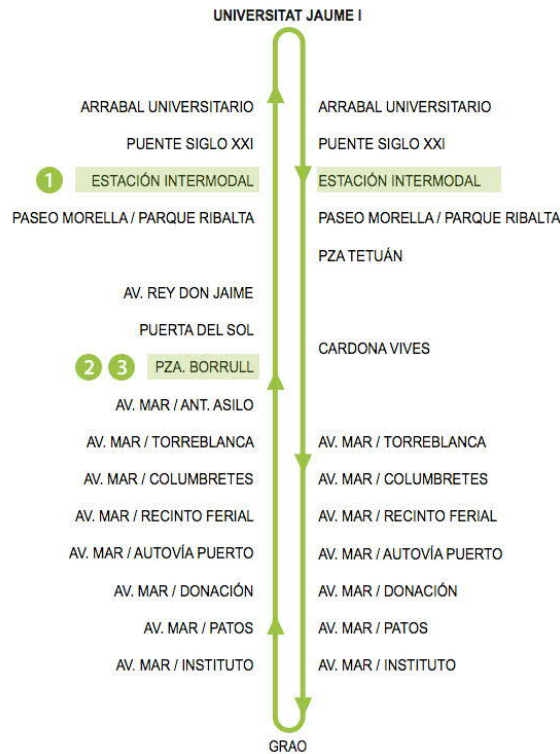 UNIVERSITAT JAUME I
ARRABAL UNIVERSITARIO
PUENTE SIGLO XXI
1 ESTACIÓN INTERMODAL
PASEO MORELLA / PARQUE RIBALTA
AV. REY DON JAIME
PUERTA DEL SOL
2 3 PZA. BORRULL
AV. MAR / ANT. ASILO
AV. MAR / TORREBLANCA
AV. MAR / COLUMBRETES
AV. MAR / RECINTO FERIAL
AV. MAR / AUTOVÍA PUERTO
AV. MAR / DONACIÓN
AV. MAR / PATOS
AV. MAR / INSTITUTO
ARRABAL UNIVERSITARIO
PUENTE SIGLO XXI
ESTACIÓN INTERMODAL
PASEO MORELLA / PARQUE RIBALTA
PZA TETUÁN
CARDONA VIVES
AV. MAR / TORREBLANCA
AV. MAR / COLUMBRETES
AV. MAR / RECINTO FERIAL
AV. MAR / AUTOVÍA PUERTO
AV. MAR / DONACIÓN
AV. MAR / PATOS
AV. MAR / INSTITUTO
GRAO